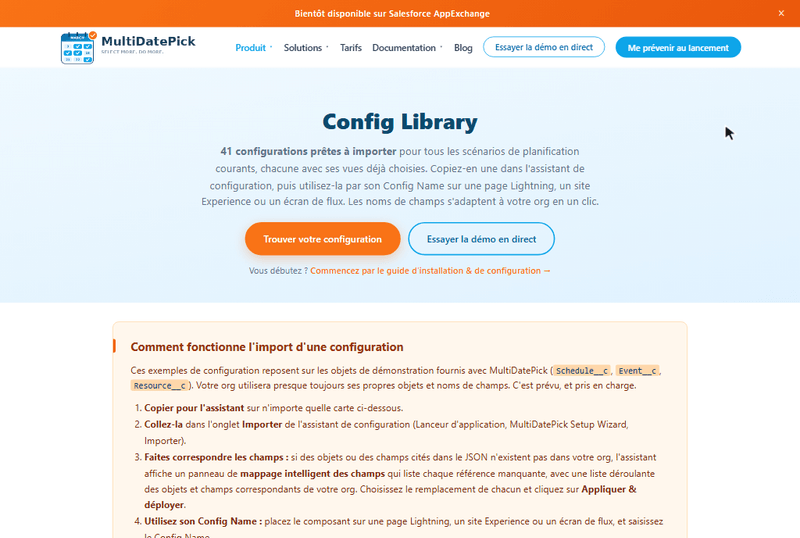 Bientôt disponible sur Salesforce AppExchange
×
MultiDatePick
SELECT MORE. DO MORE.
Produit
Solutions
Tarifs
Documentation
Blog
Essayer la démo en direct
Me prévenir au lancement
Config Library
41 configurations prêtes à importer pour tous les scénarios de planification
courants, chacune avec ses vues déjà choisies. Copiez-en une dans l'assistant de
configuration, puis utilisez-la par son Config Name sur une page Lightning, un site
Experience ou un écran de flux. Les noms de champs s'adaptent à votre org en un clic.
Trouver votre configuration
Essayer la démo en direct
Vous débutez ? Commencez par le guide d'installation & de configuration →
Comment fonctionne l'import d'une configuration
Ces exemples de configuration reposent sur les objets de démonstration fournis avec MultiDatePick (Schedule__c, Event__c,
Resource__c). Votre org utilisera presque toujours ses propres objets et noms de champs. C'est prévu, et pris en charge.
1. Copier pour l'assistant sur n'importe quelle carte ci-dessous.
2. Collez-la dans l'onglet Importer de l'assistant de configuration (Lanceur d'application, MultiDatePick Setup Wizard,
Importer).
3. Faites correspondre les champs : si des objets ou des champs cités dans le JSON n'existent pas dans votre org, l'assistant
affiche un panneau de mappage intelligent des champs qui liste chaque référence manquante, avec une liste déroulante
des objets et champs correspondants de votre org. Choisissez le remplacement de chacun et cliquez sur Appliquer &
déployer.
4. Utilisez son Config Name : placez le composant sur une page Lightning, un site Experience ou un écran de flux, et saisissez
le Config Name.